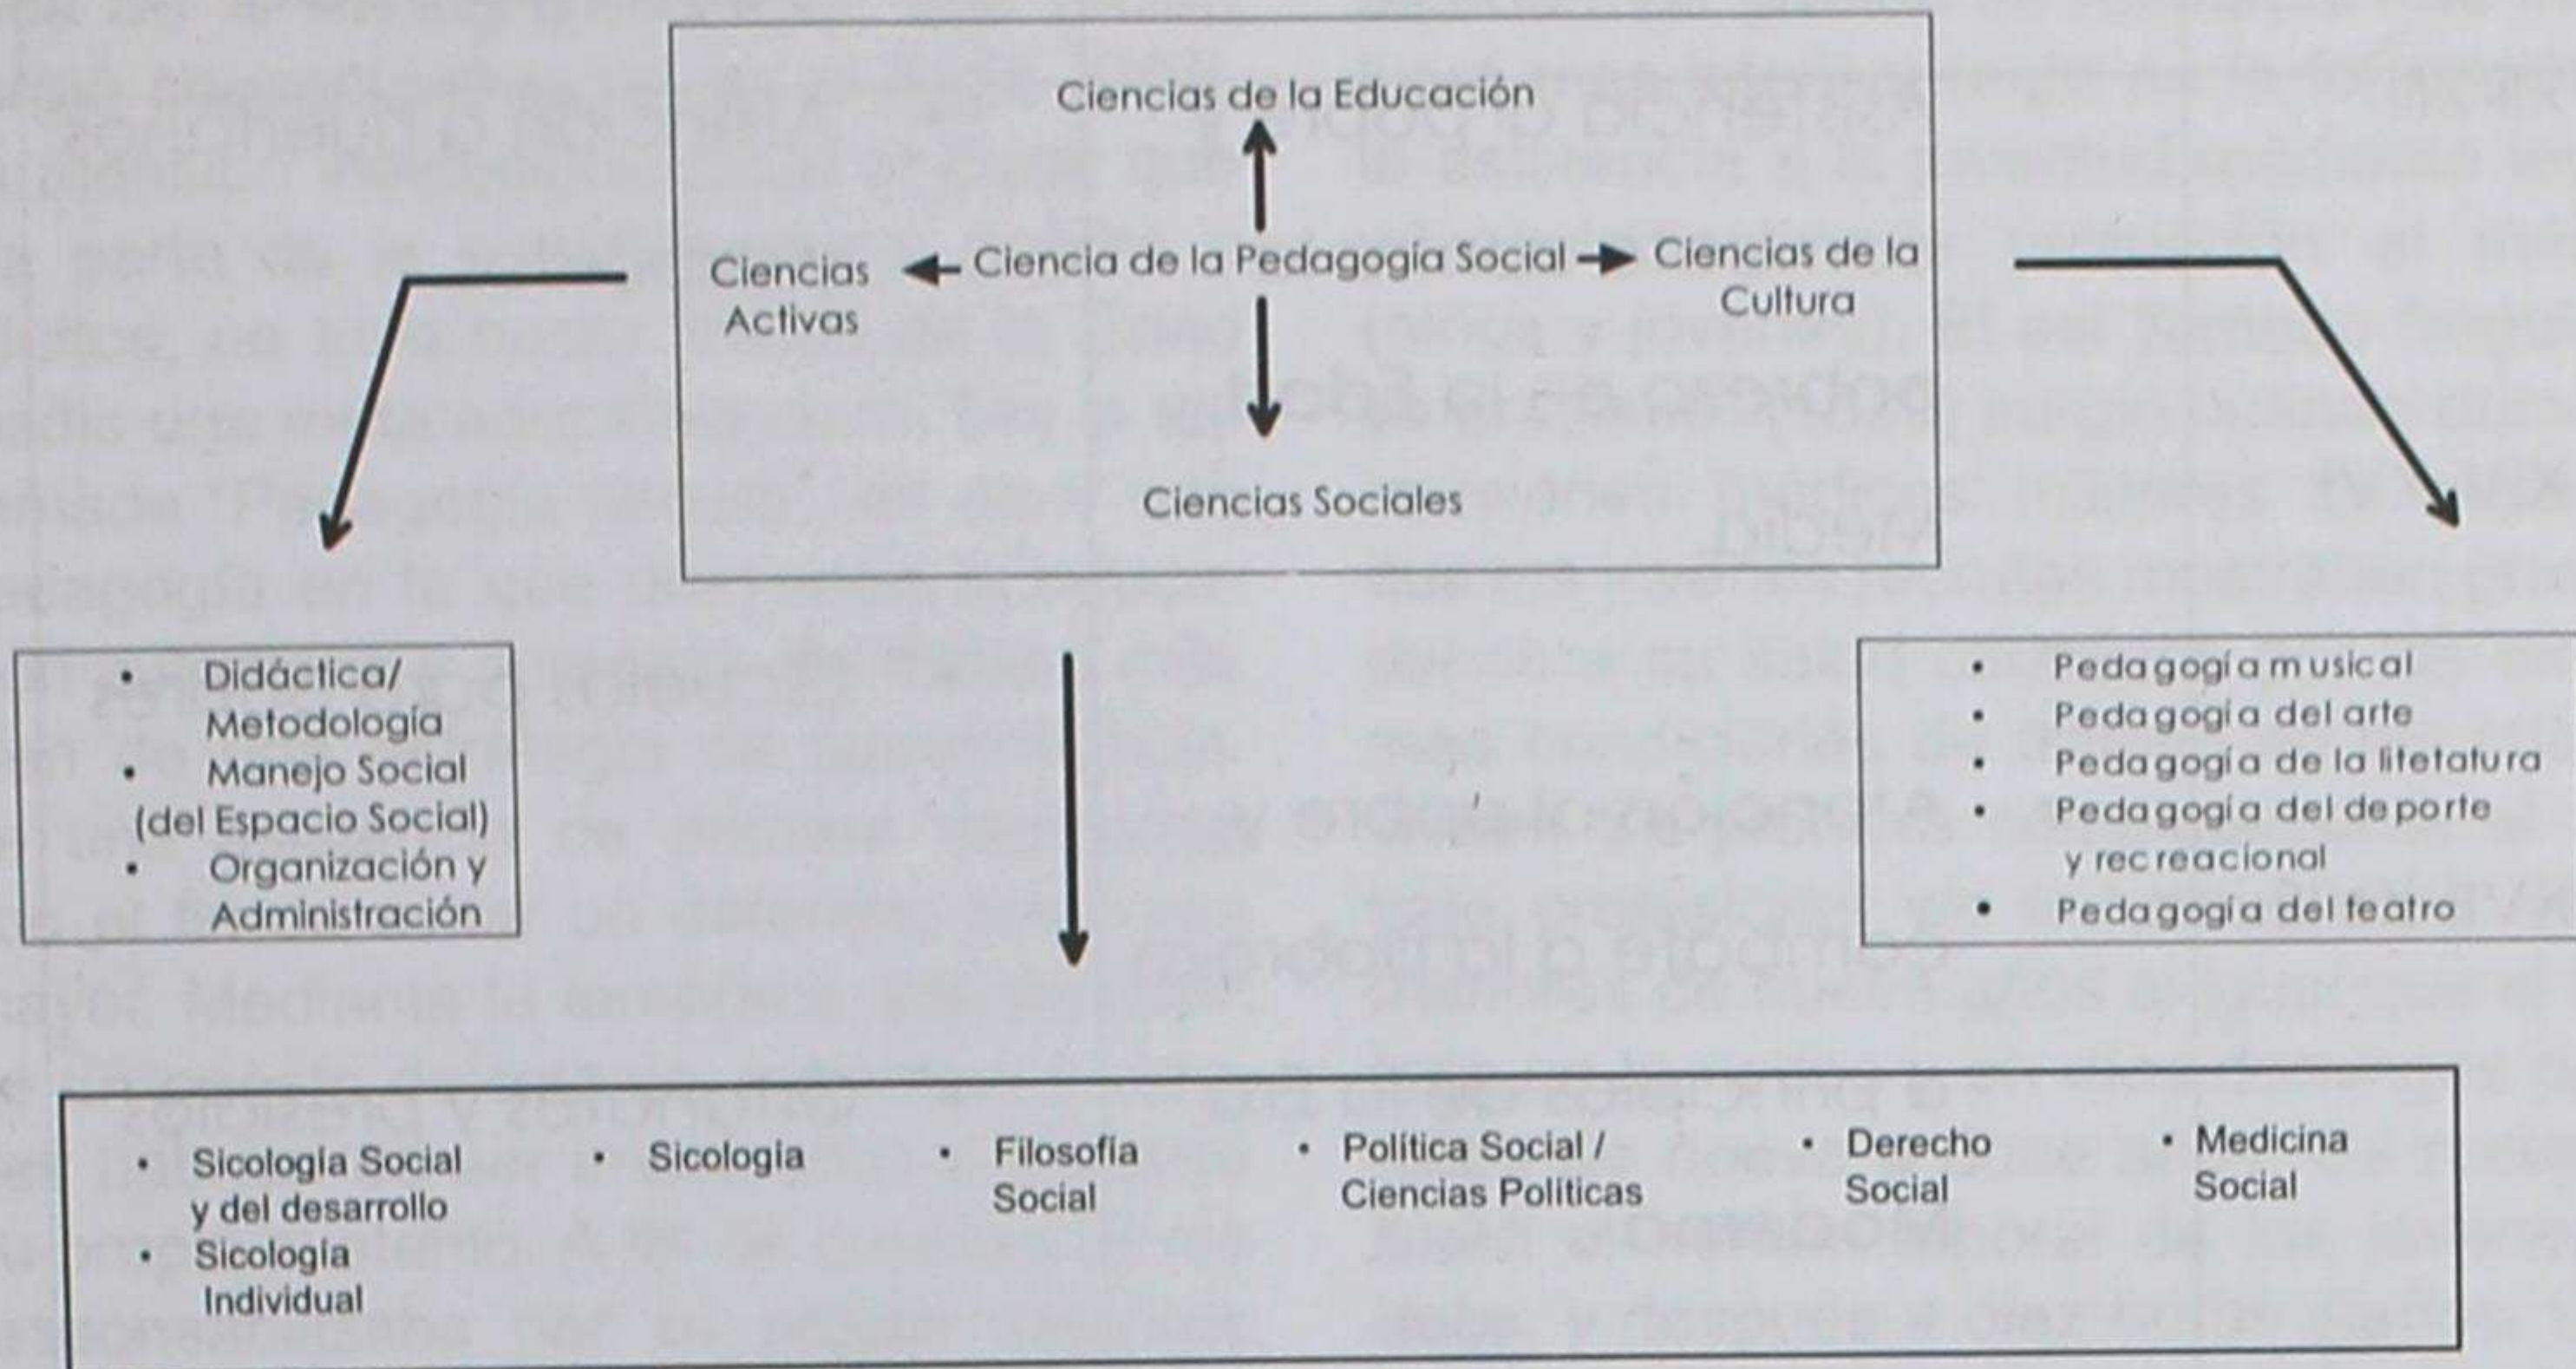 Ciencias de la Educación
Ciencias Activas
Ciencia de la Pedagogía Social
Ciencias de la Cultura
Ciencias Sociales
• Didáctica/
Metodología
• Manejo Social
(del Espacio Social)
• Organización y
Administración
• Pedagogía musical
• Pedagogía del arte
• Pedagogía de la litetatura
• Pedagogía del deporte
y recreacional
• Pedagogía del teatro
• Sicología Social
y del desarrollo
• Sicología
Individual
• Sicologia
• Filosofía
Social
• Política Social /
Ciencias Políticas
• Derecho
Social
• Medicina
Social